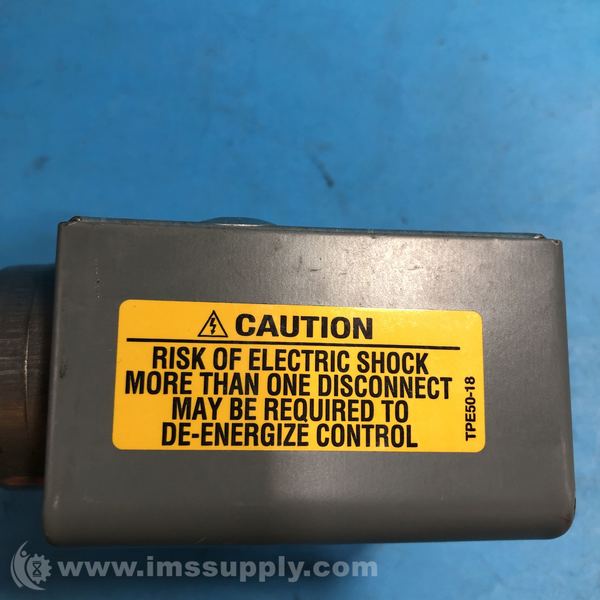 CAUTION
RISK OF ELECTRIC SHOCK
MORE THAN ONE DISCONNECT
MAY BE REQUIRED TO
DE-ENERGIZE CONTROL
TPE50-18
www.imssupply.com